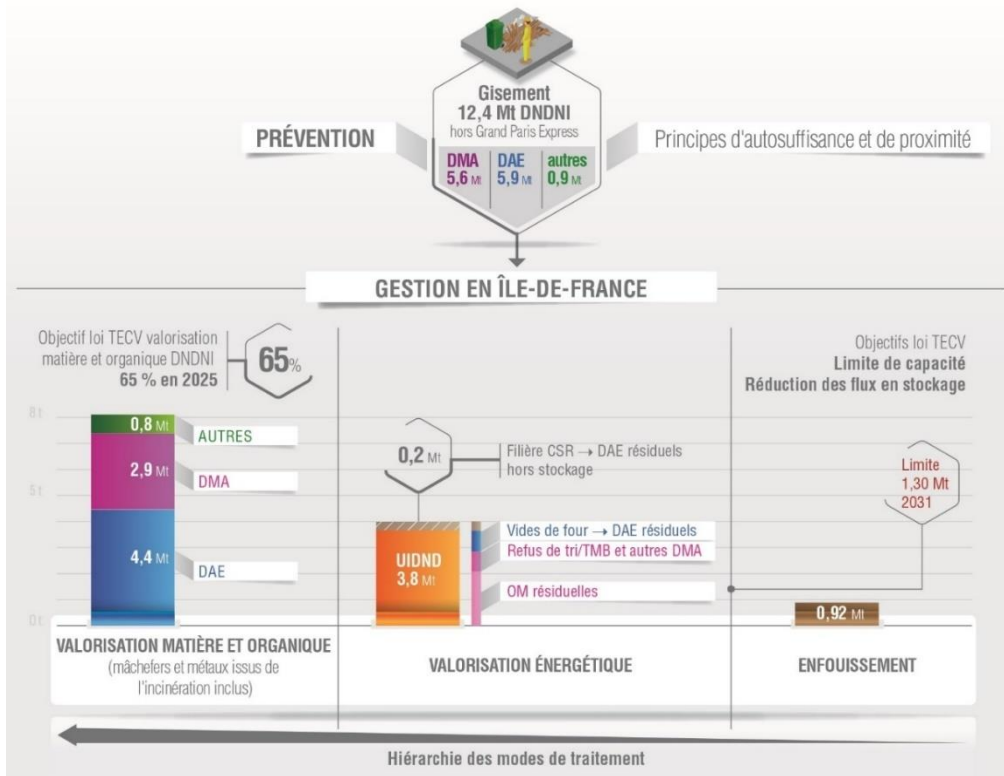 Gisement
12,4 Mt DNDNI
hors Grand Paris Express
PRÉVENTION
Principes d'autosuffisance et de proximité
DMA DAE autres
5,6 Mt 5,9 Mt 0,9 Mt
GESTION EN ÎLE-DE-FRANCE
Objectif loi TECV valorisation
matière et organique DNDNI
65 % en 2025
65%
Objectifs loi TECV
Limite de capacité
Réduction des flux en stockage
8t
5t
0t
0,8 Mt
AUTRES
2,9 Mt
DMA
4,4 Mt
DAE
0,2 Mt
Filière CSR → DAE résiduels
hors stockage
UIDND
3,8 Mt
Vides de four → DAE résiduels
Refus de tri/TMB et autres DMA
OM résiduelles
Limite
1,30 Mt
2031
0,92 Mt
VALORISATION MATIÈRE ET ORGANIQUE
(mâchefers et métaux issus de
l'incinération inclus)
VALORISATION ÉNERGÉTIQUE
ENFOUISSEMENT
Hiérarchie des modes de traitement